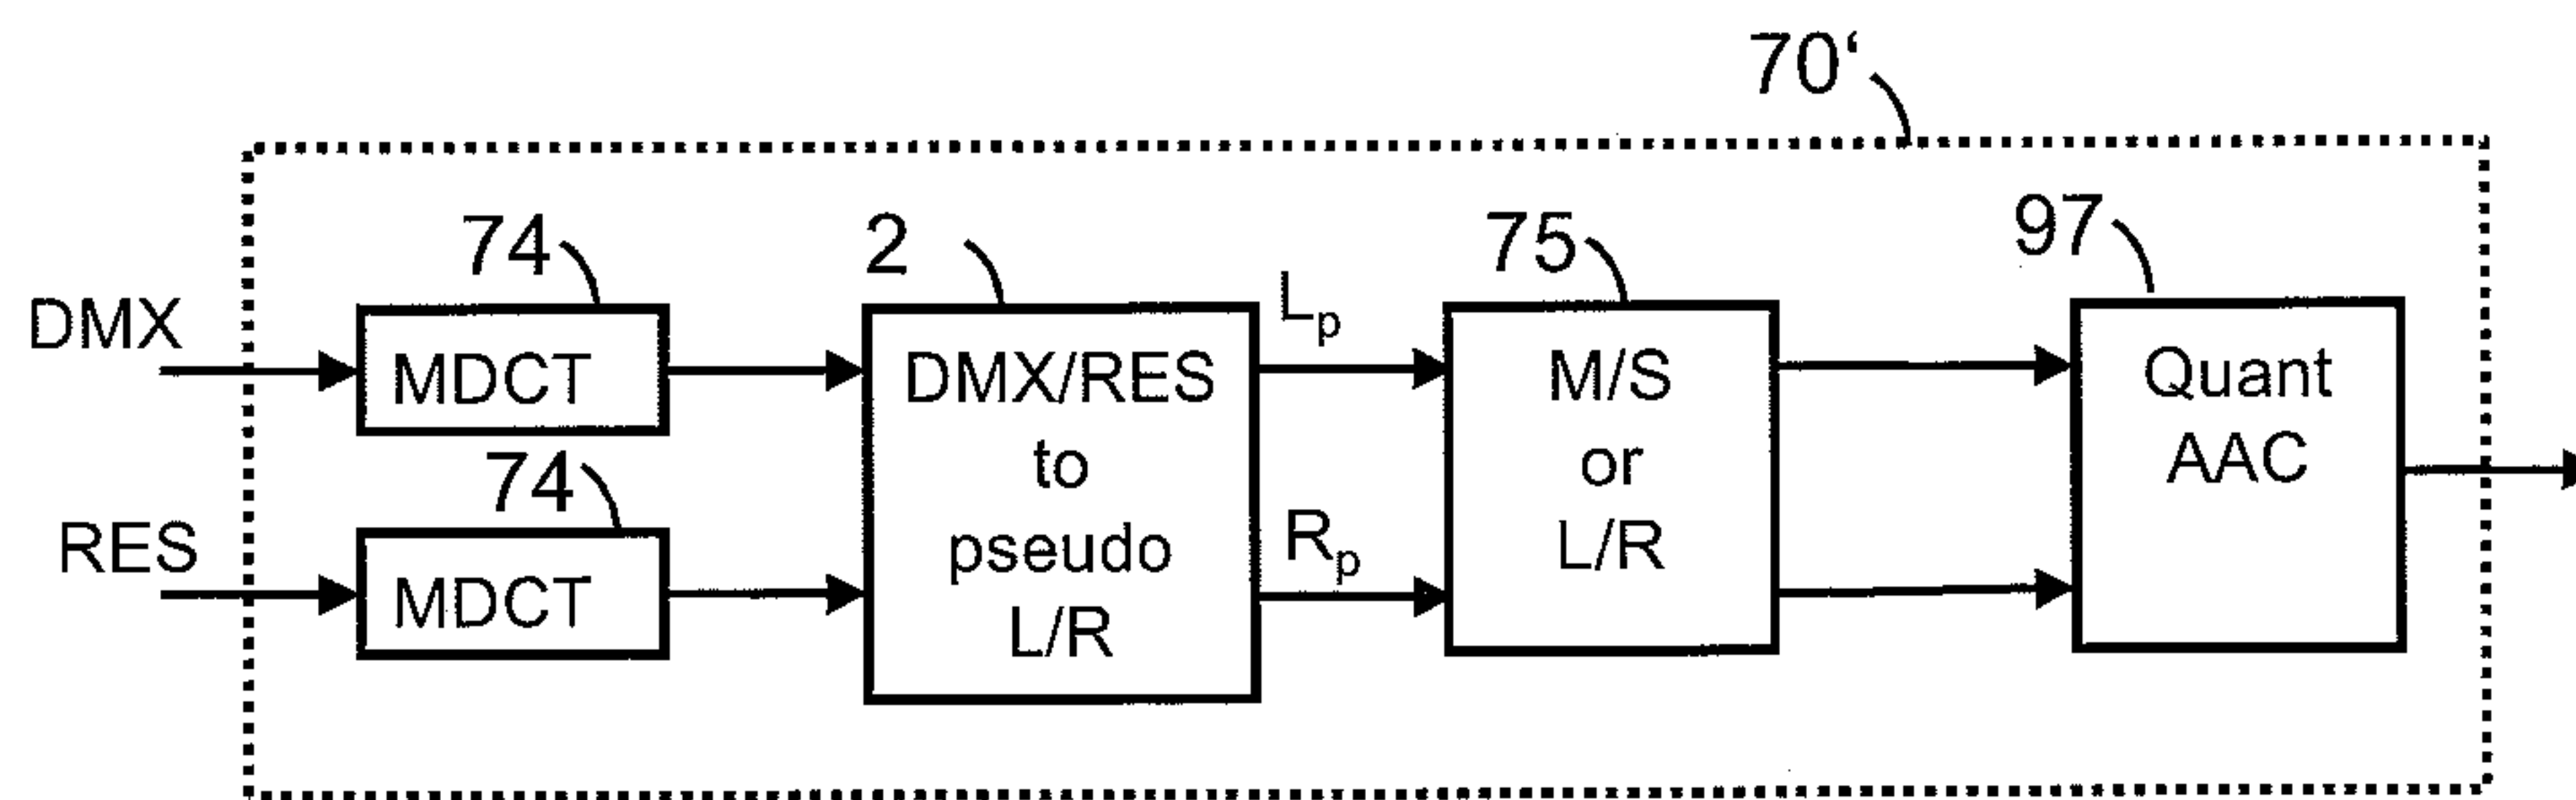 70‘
74
2
75
97
DMX
MDCT
DMX/RES
to
pseudo
L/R
Lp
M/S
or
L/R
Quant
AAC
74
RES
MDCT
Rp